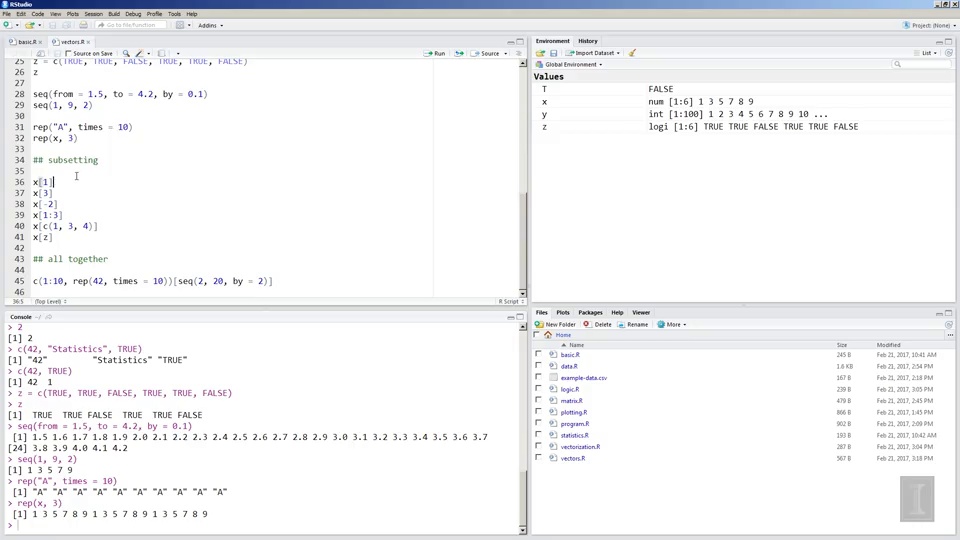 RStudio
File Edit Code View Plots Session Build Debug Profile Tools Help
Go to file/function Addins Project: (None)
basic.R vectors.R
Source on Save Run Source
25 z = c(TRUE, TRUE, FALSE, TRUE, TRUE, FALSE)
26 z
27
28 seq(from = 1.5, to = 4.2, by = 0.1)
29 seq(1, 9, 2)
30
31 rep("A", times = 10)
32 rep(x, 3)
33
34 ## subsetting
35
36 x[1]
37 x[3]
38 x[-2]
39 x[1:3]
40 x[c(1, 3, 4)]
41 x[z]
42
43 ## all together
44
45 c(1:10, rep(42, times = 10))[seq(2, 20, by = 2)]
46
36:5 (Top Level) R Script
Console ~/
> 2
[1] 2
> c(42, "Statistics", TRUE)
[1] "42" "Statistics" "TRUE"
> c(42, TRUE)
[1] 42 1
> z = c(TRUE, TRUE, FALSE, TRUE, TRUE, FALSE)
> z
[1] TRUE TRUE FALSE TRUE TRUE FALSE
> seq(from = 1.5, to = 4.2, by = 0.1)
[1] 1.5 1.6 1.7 1.8 1.9 2.0 2.1 2.2 2.3 2.4 2.5 2.6 2.7 2.8 2.9 3.0 3.1 3.2 3.3 3.4 3.5 3.6 3.7
[24] 3.8 3.9 4.0 4.1 4.2
> seq(1, 9, 2)
[1] 1 3 5 7 9
> rep("A", times = 10)
[1] "A" "A" "A" "A" "A" "A" "A" "A" "A" "A"
> rep(x, 3)
[1] 1 3 5 7 8 9 1 3 5 7 8 9 1 3 5 7 8 9
>
Environment History
Import Dataset List
Global Environment
Values
T FALSE
x num [1:6] 1 3 5 7 8 9
y int [1:100] 1 2 3 4 5 6 7 8 9 10 ...
z logi [1:6] TRUE TRUE FALSE TRUE TRUE FALSE
Files Plots Packages Help Viewer
New Folder Delete Rename More
Home
Name Size Modified
basic.R 245 B Feb 21, 2017, 10:41 AM
data.R 1.6 KB Feb 21, 2017, 2:54 PM
example-data.csv 167 B Feb 21, 2017, 2:18 PM
logic.R 239 B Feb 21, 2017, 3:05 PM
matrix.R 479 B Feb 21, 2017, 2:45 PM
plotting.R 866 B Feb 21, 2017, 1:45 PM
program.R 902 B Feb 21, 2017, 2:09 PM
statistics.R 193 B Feb 21, 2017, 10:42 AM
vectorization.R 287 B Feb 21, 2017, 3:04 PM
vectors.R 567 B Feb 21, 2017, 3:18 PM
I